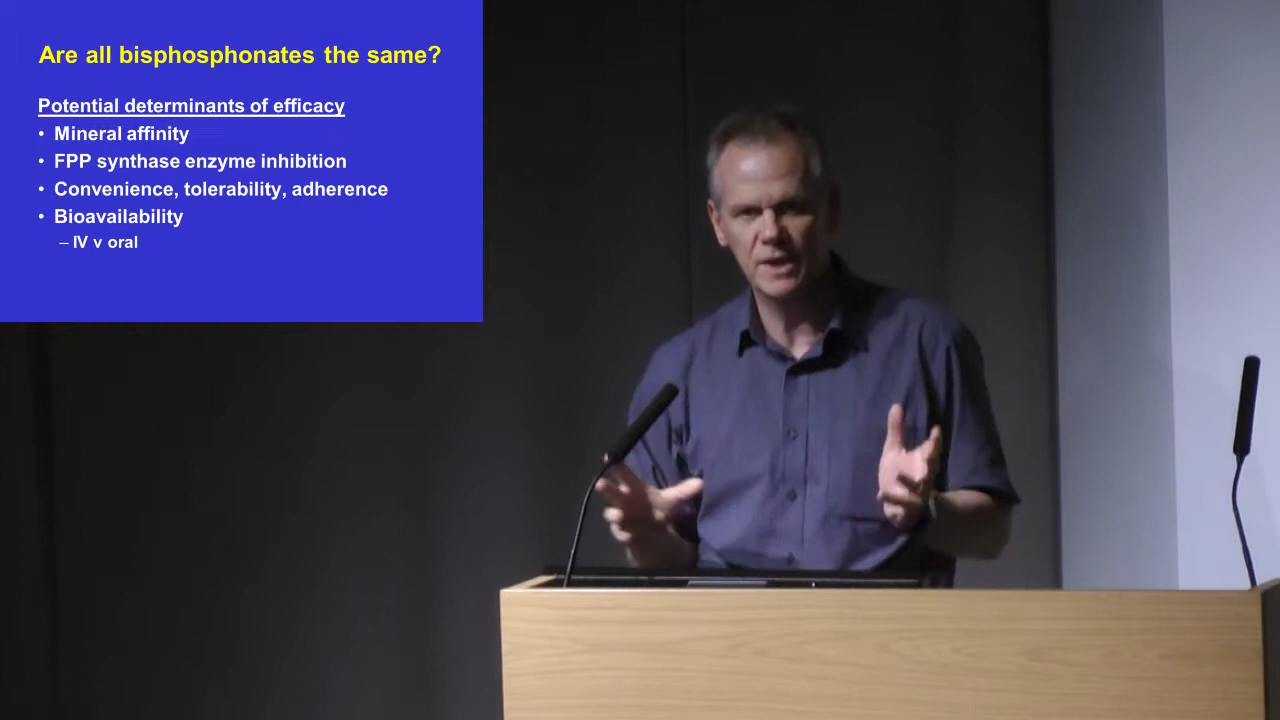 Are all bisphosphonates the same?
Potential determinants of efficacy
• Mineral affinity
• FPP synthase enzyme inhibition
• Convenience, tolerability, adherence
• Bioavailability
– IV v oral